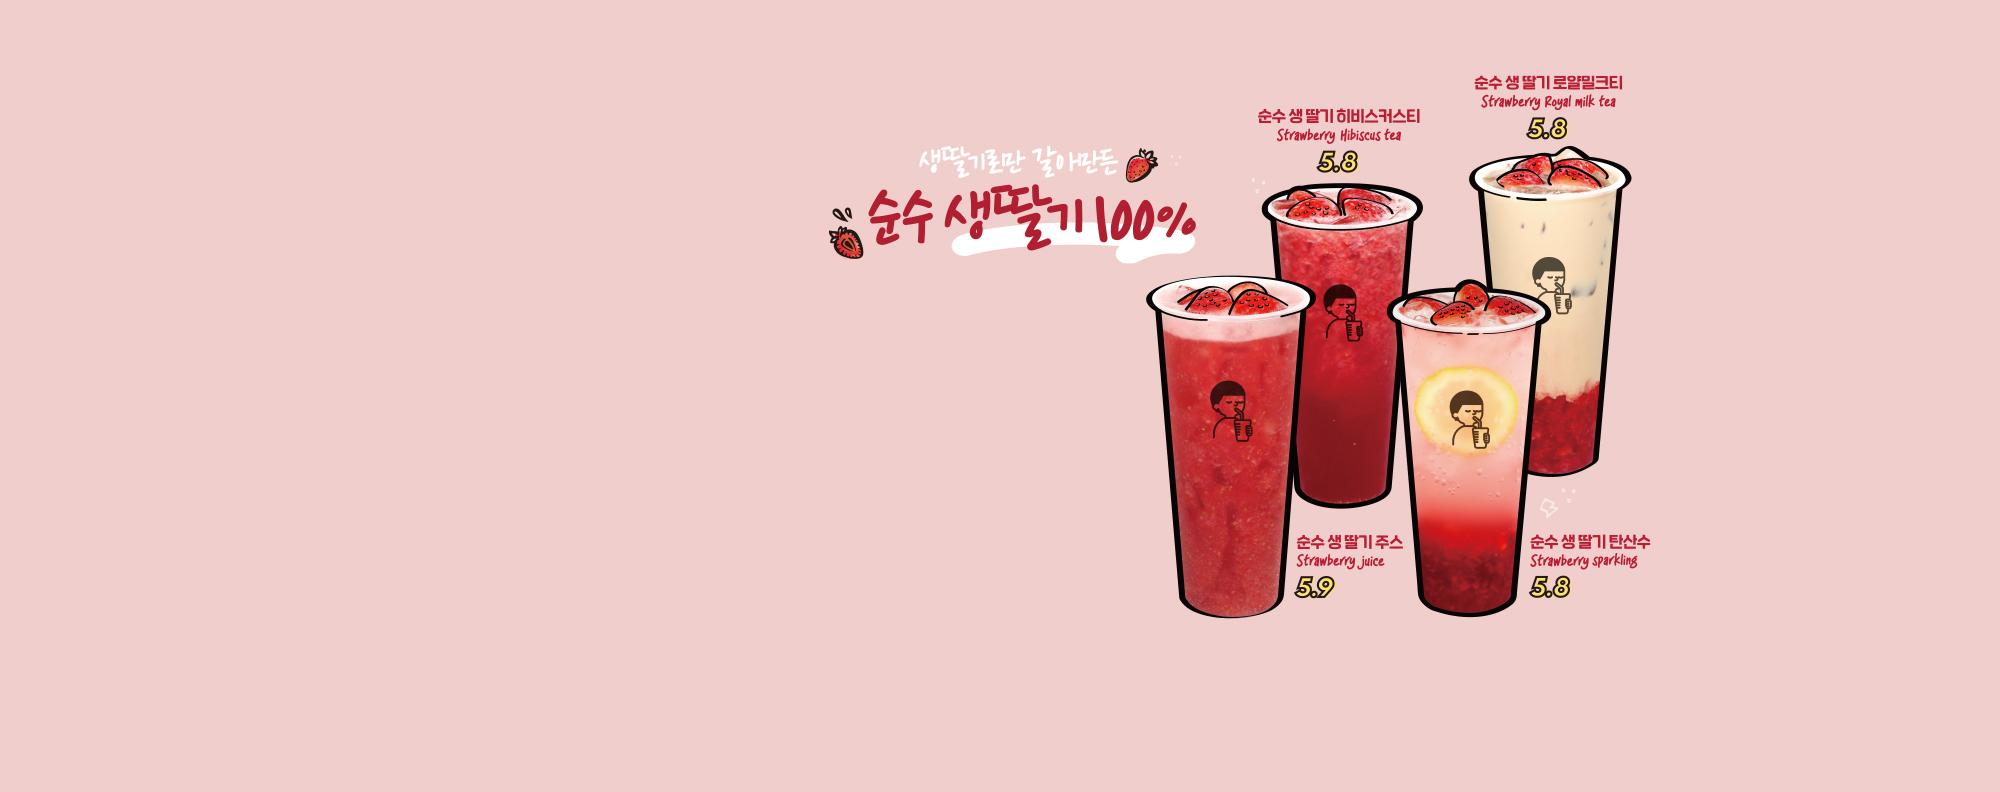 생딸기로만 갈아만든
순수 생딸기 100%
순수 생 딸기 히비스커스티
Strawberry Hibiscus tea
5.8
순수 생 딸기 로얄밀크티
Strawberry Royal milk tea
5.8
순수 생 딸기 주스
Strawberry juice
5.9
순수 생 딸기 탄산수
Strawberry sparkling
5.8